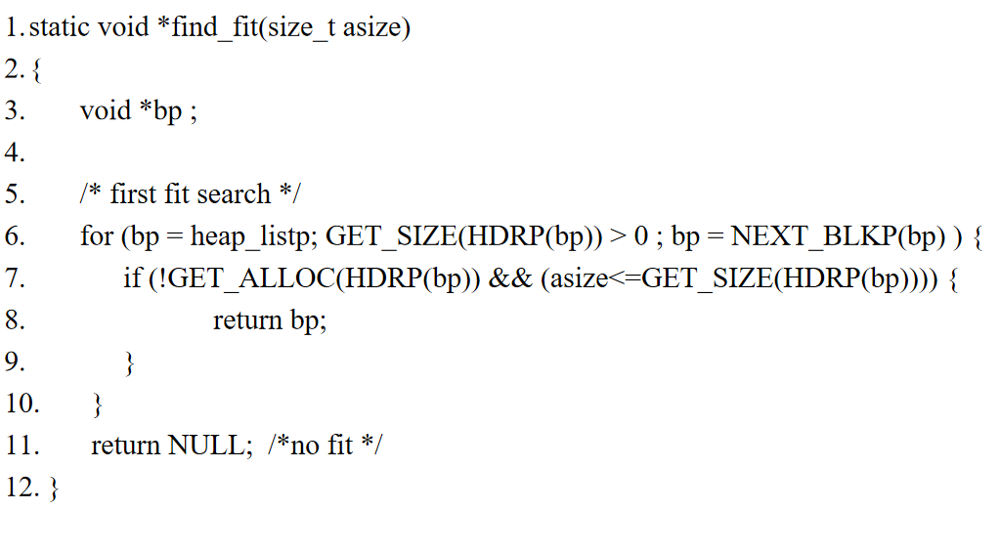 1. static void *find_fit(size_t asize)
2. {
3. void *bp ;
4.
5. /* first fit search */
6. for (bp = heap_listp; GET_SIZE(HDRP(bp)) > 0 ; bp = NEXT_BLKP(bp) ) {
7. if (!GET_ALLOC(HDRP(bp)) && (asize<=GET_SIZE(HDRP(bp)))) {
8. return bp;
9. }
10. }
11. return NULL; /*no fit */
12. }